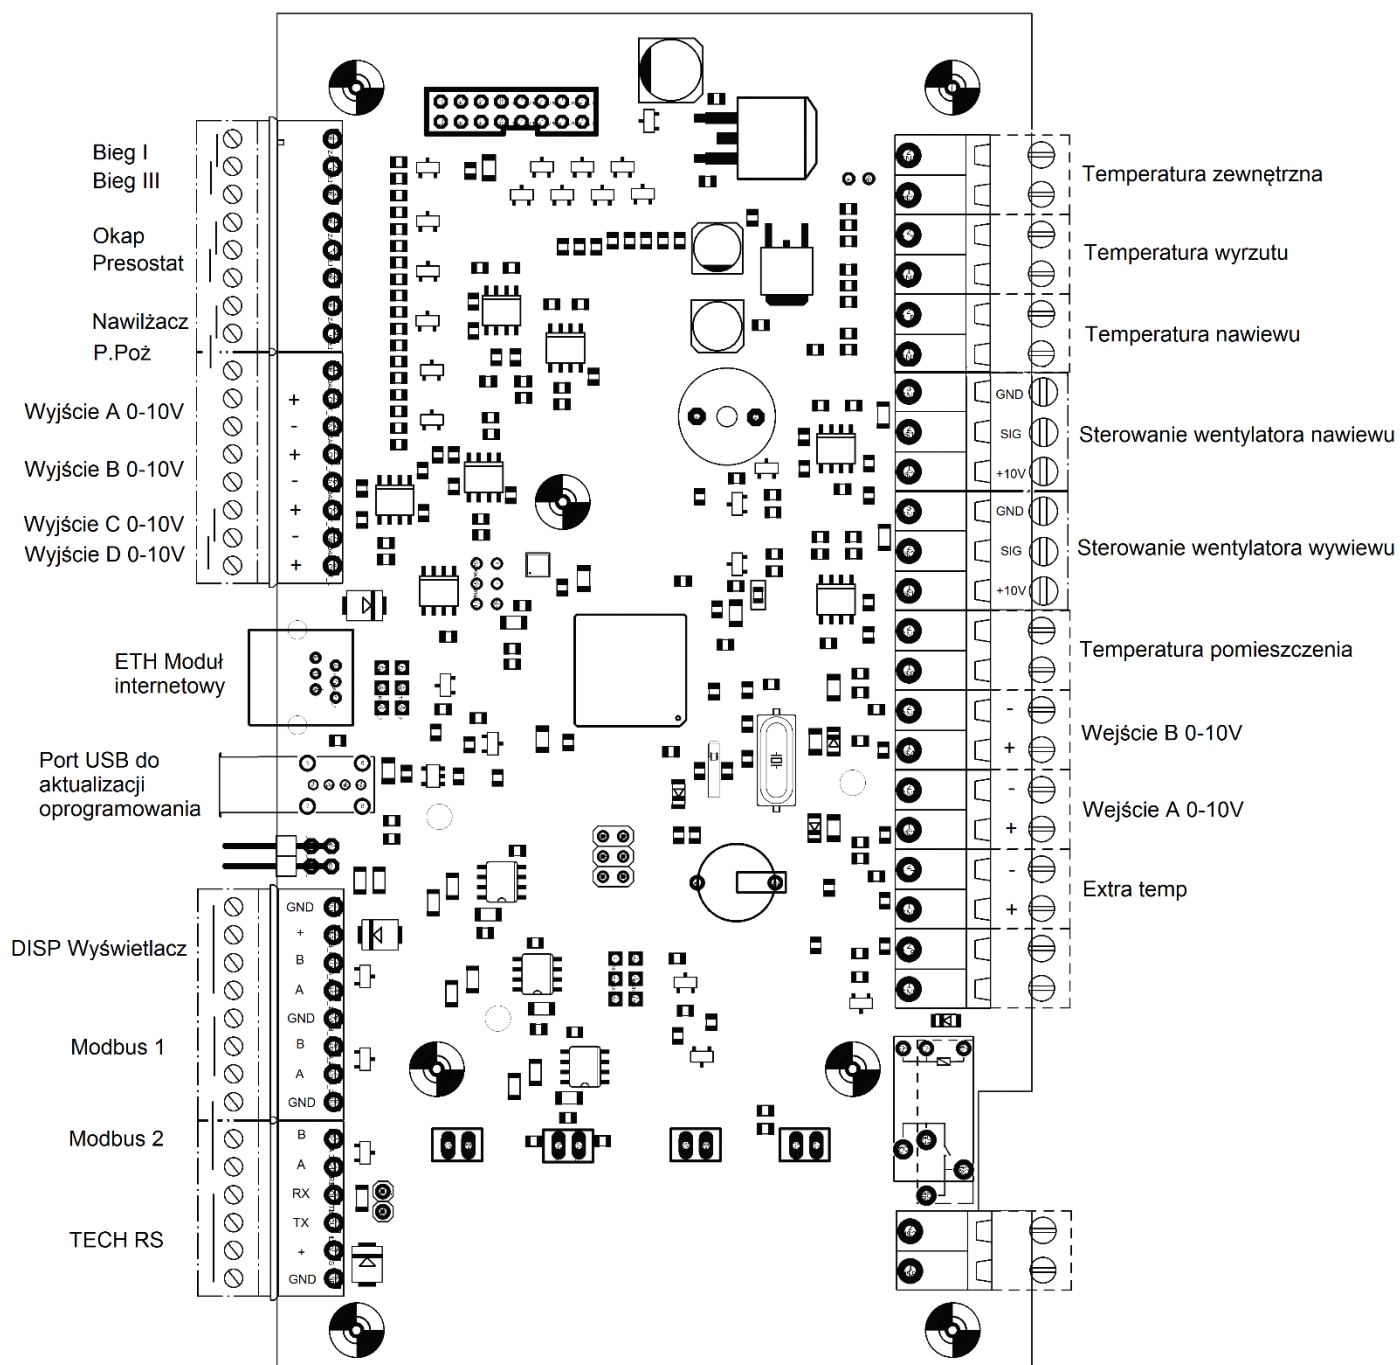 Bieg I
Bieg III
Okap
Presostat
Nawilżacz
P.Poż
Wyjście A 0-10V
+
-
Wyjście B 0-10V
+
-
Wyjście C 0-10V
+
-
Wyjście D 0-10V
+
ETH Moduł
internetowy
Port USB do
aktualizacji
oprogramowania
DISP Wyświetlacz
GND
+
B
A
Modbus 1
GND
B
A
Modbus 2
GND
B
A
TECH RS
RX
TX
+
GND
Temperatura zewnętrzna
Temperatura wyrzutu
Temperatura nawiewu
GND
SIG
+10V
Sterowanie wentylatora nawiewu
GND
SIG
+10V
Sterowanie wentylatora wywiewu
Temperatura pomieszczenia
-
+
Wejście B 0-10V
-
+
Wejście A 0-10V
-
+
Extra temp